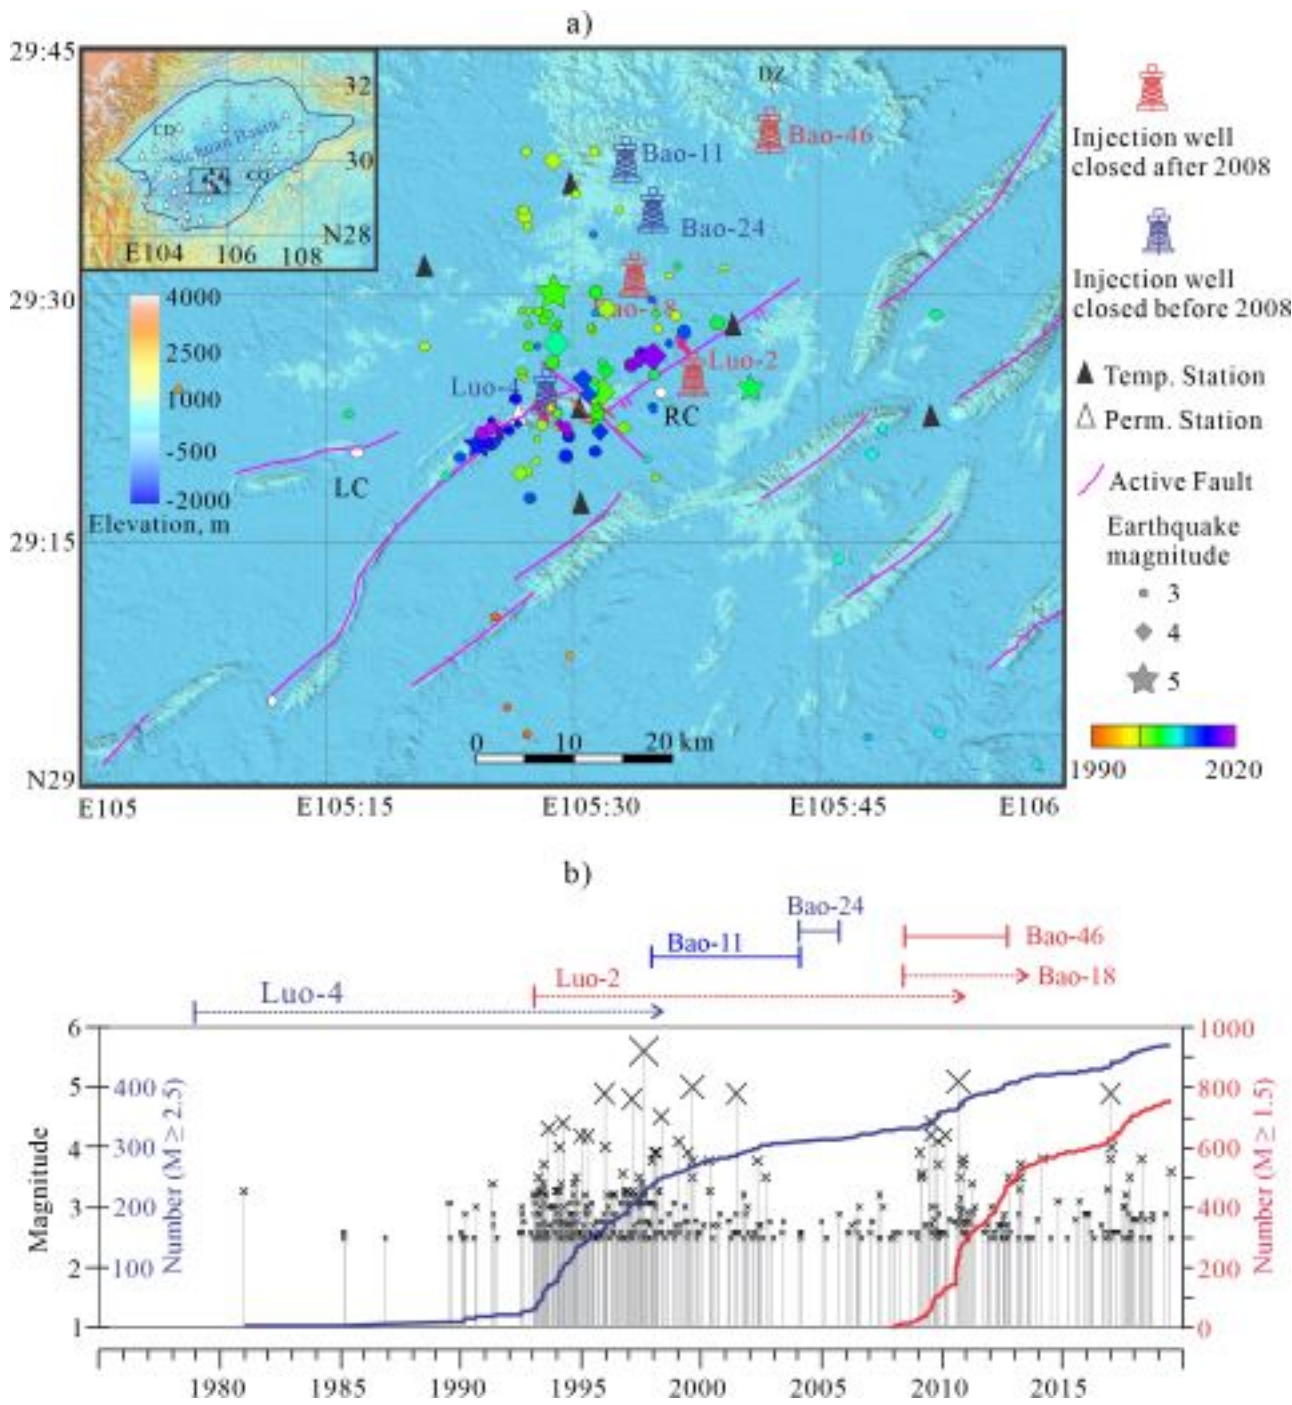 a)
29:45
32
30
CD
Sichuan Basin
CQ
N28
E104
106
108
DZ
Bao-46
Bao-11
Bao-24
29:30
4000
2500
1000
-500
-2000
Elevation, m
Luo-4
Luo-2
RC
LC
29:15
0
10
20 km
N29
E105
E105:15
E105:30
E105:45
E106
Injection well
closed after 2008
Injection well
closed before 2008
Temp. Station
Perm. Station
Active Fault
Earthquake
magnitude
3
4
5
1990
2020
b)
Bao-24
Bao-11
Bao-46
Luo-2
Bao-18
Luo-4
6
5
4
3
2
1
Magnitude
400
300
200
100
Number (M ≥ 2.5)
1000
800
600
400
200
0
Number (M ≥ 1.5)
1980
1985
1990
1995
2000
2005
2010
2015